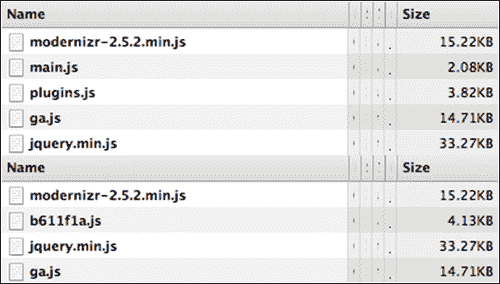 Name Size
modernizr-2.5.2.min.js 15.22KB
main.js 2.08KB
plugins.js 3.82KB
ga.js 14.71KB
jquery.min.js 33.27KB
Name Size
modernizr-2.5.2.min.js 15.22KB
b611f1a.js 4.13KB
jquery.min.js 33.27KB
ga.js 14.71KB